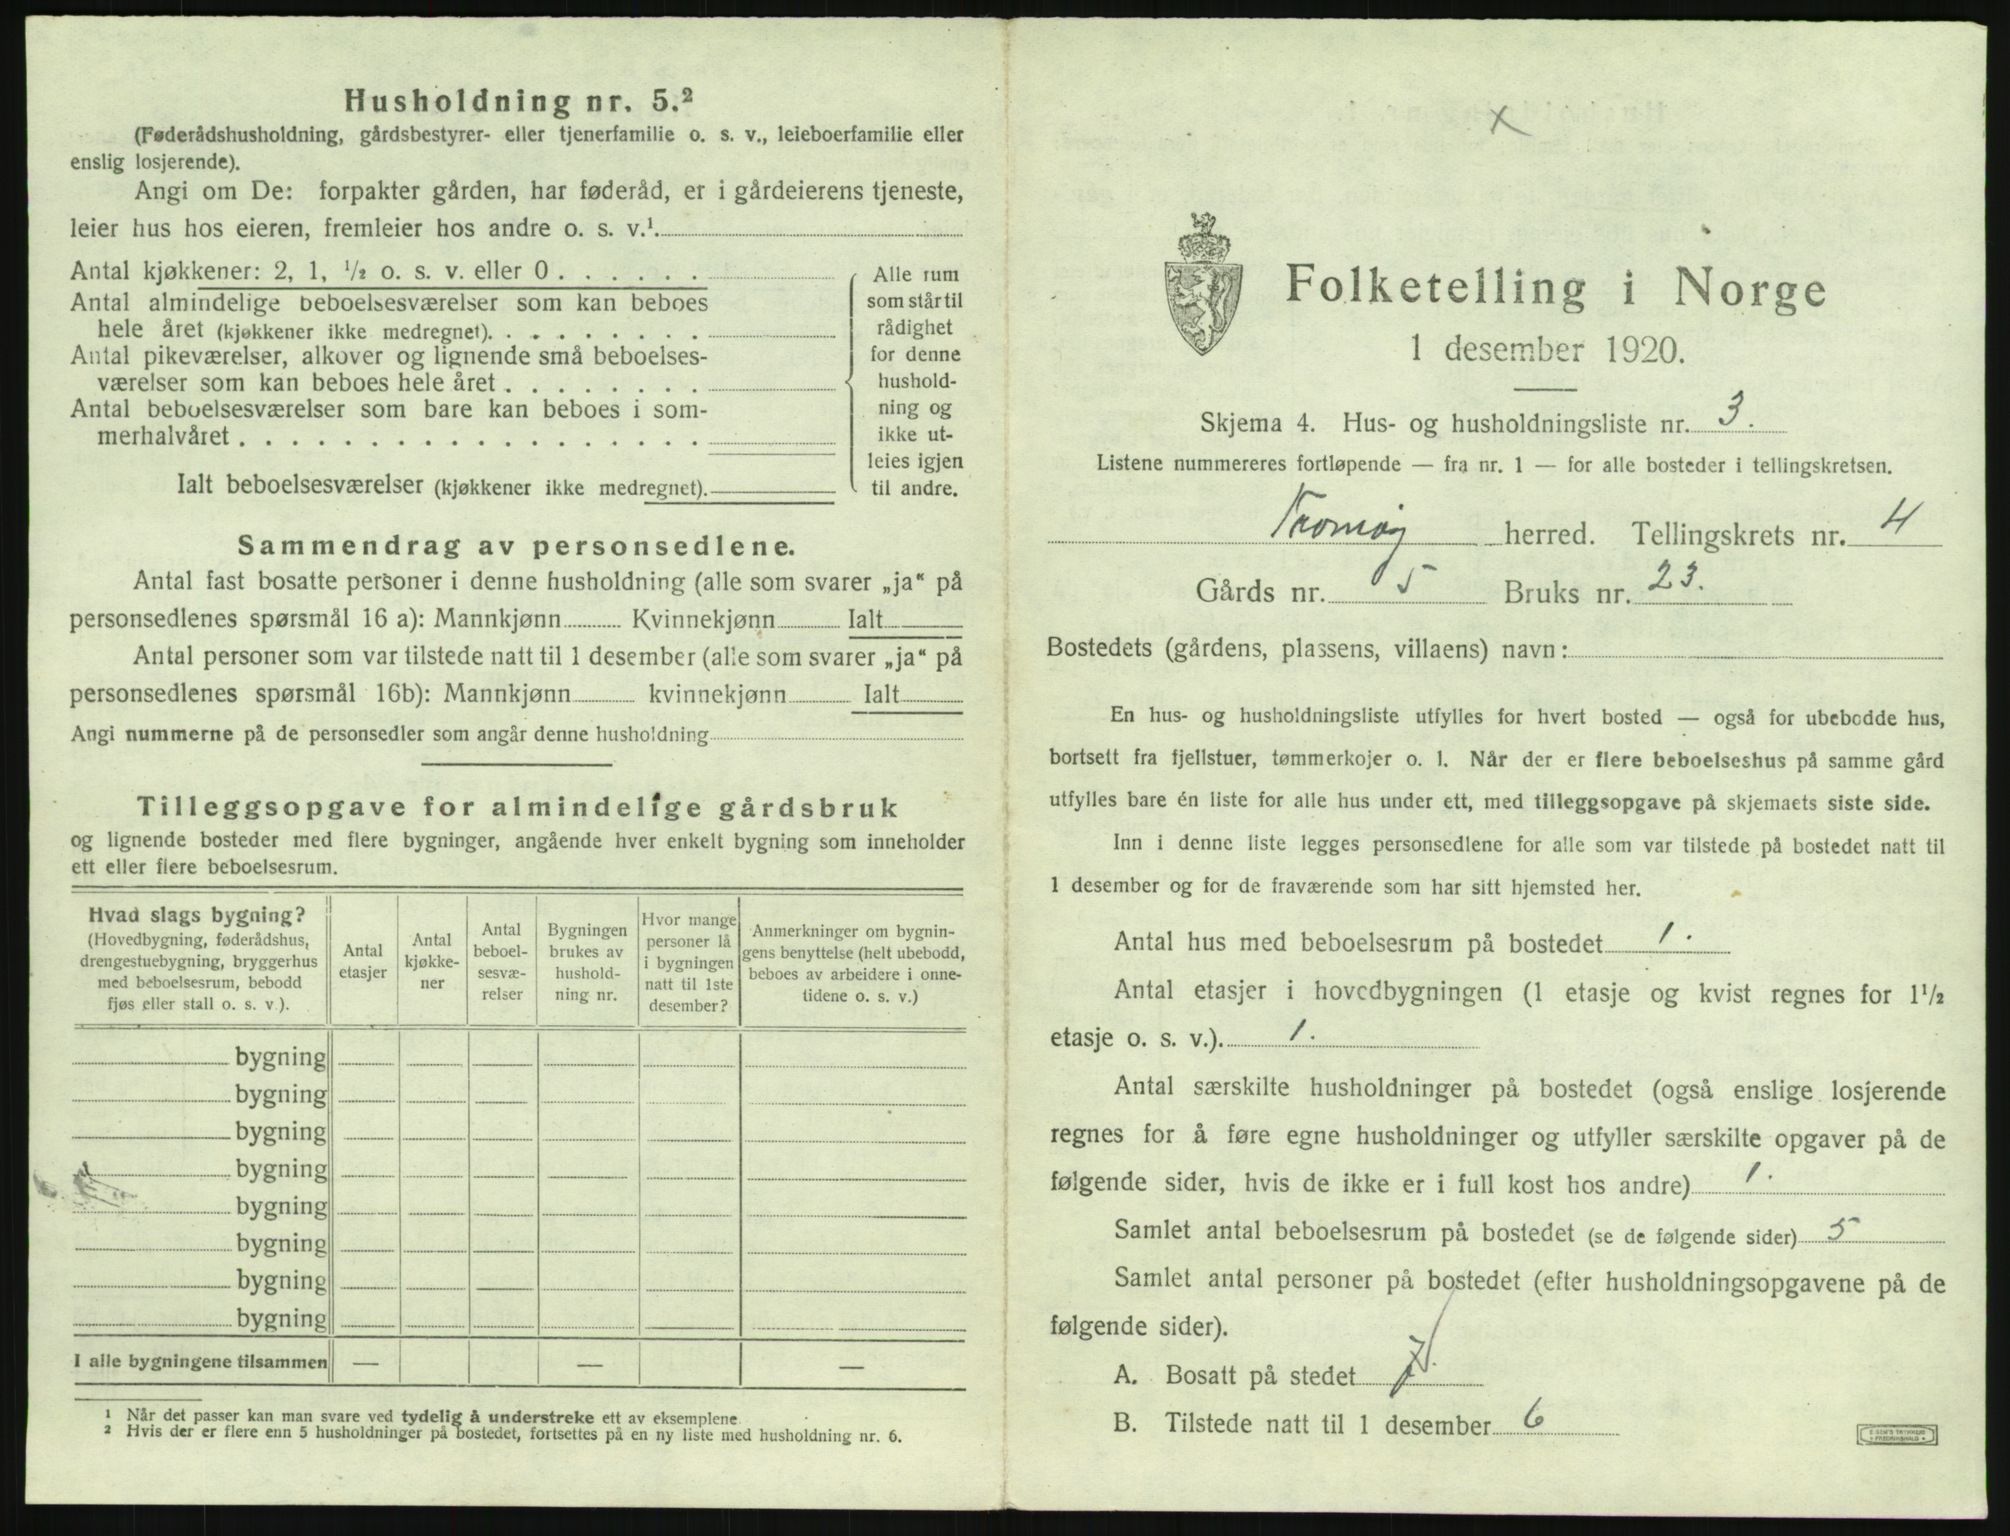 Husholdning nr. 5.²
(Føderådshusholdning, gårdsbestyrer- eller tjenerfamilie o. s. v., leieboerfamilie eller
enslig losjerende).
Angi om De: forpakter gården, har føderåd, er i gårdeierens tjeneste,
leier hus hos eieren, fremleier hos andre o. s. v.¹.
Antal kjøkkener: 2, 1, ½ o. s. v. eller 0 . . . . . .
Antal almindelige beboelsesværelser som kan beboes
hele året (kjøkkener ikke medregnet). . . . . . . . .
Antal pikeværelser, alkover og lignende små beboelses-
værelser som kan beboes hele året . . . . . . . .
Antal beboelsesværelser som bare kan beboes i som-
merhalvåret . . . . . . . . . . . . . . . . . .
Ialt beboelsesværelser (kjøkkener ikke medregnet).
Alle rum
som står til
rådighet
for denne
hushold-
ning og
ikke ut-
leies igjen
til andre.
Sammendrag av personsedlene.
Antal fast bosatte personer i denne husholdning (alle som svarer „ja“ på
personsedlenes spørsmål 16 a): Mannkjønn Kvinnekjønn Ialt
Antal personer som var tilstede natt til 1 desember (alle som svarer „ja“ på
personsedlenes spørsmål 16b): Mannkjønn kvinnekjønn Ialt
Angi nummerne på de personsedler som angår denne husholdning
Tilleggsopgave for almindelige gårdsbruk
og lignende bosteder med flere bygninger, angående hver enkelt bygning som inneholder
ett eller flere beboelsesrum.
Hvad slags bygning?
(Hovedbygning, føderådshus,
drengestuebygning, bryggerhus
med beboelsesrum, bebodd
fjøs eller stall o. s. v.).
Antal
etasjer
Antal
kjøkke-
ner
Antal
beboel-
sesvæ-
relser
Bygningen
brukes av
hushold-
ning nr.
Hvor mange
personer lå
i bygningen
natt til 1ste
desember?
Anmerkninger om bygnin-
gens benyttelse (helt ubebodd,
beboes av arbeidere i onne-
tidene o. s. v.)
bygning
bygning
bygning
bygning
bygning
bygning
bygning
bygning
I alle bygningene tilsammen — — —
¹ Når det passer kan man svare ved tydelig å understreke ett av eksemplene
² Hvis der er flere enn 5 husholdninger på bostedet, fortsettes på en ny liste med husholdning nr. 6.
x
Folketelling i Norge
1 desember 1920.
Skjema 4. Hus- og husholdningsliste nr. 3.
Listene nummereres fortløpende — fra nr. 1 — for alle bosteder i tellingskretsen.
Tromøy herred. Tellingskrets nr. 4
Gårds nr. 5 Bruks nr. 23.
Bostedets (gårdens, plassens, villaens) navn:
En hus- og husholdningsliste utfylles for hvert bosted — også for ubebodde hus,
bortsett fra fjellstuer, tømmerkojer o. l. Når der er flere beboelseshus på samme gård
utfylles bare én liste for alle hus under ett, med tilleggsopgave på skjemaets siste side.
Inn i denne liste legges personsedlene for alle som var tilstede på bostedet natt til
1 desember og for de fraværende som har sitt hjemsted her.
Antal hus med beboelsesrum på bostedet 1.
Antal etasjer i hovedbygningen (1 etasje og kvist regnes for 1½
etasje o. s. v.). 1.
Antal særskilte husholdninger på bostedet (også enslige losjerende
regnes for å føre egne husholdninger og utfyller særskilte opgaver på de
følgende sider, hvis de ikke er i full kost hos andre) 1.
Samlet antal beboelsesrum på bostedet (se de følgende sider) 5
Samlet antal personer på bostedet (efter husholdningsopgavene på de
følgende sider).
A. Bosatt på stedet 7.
B. Tilstede natt til 1 desember 6